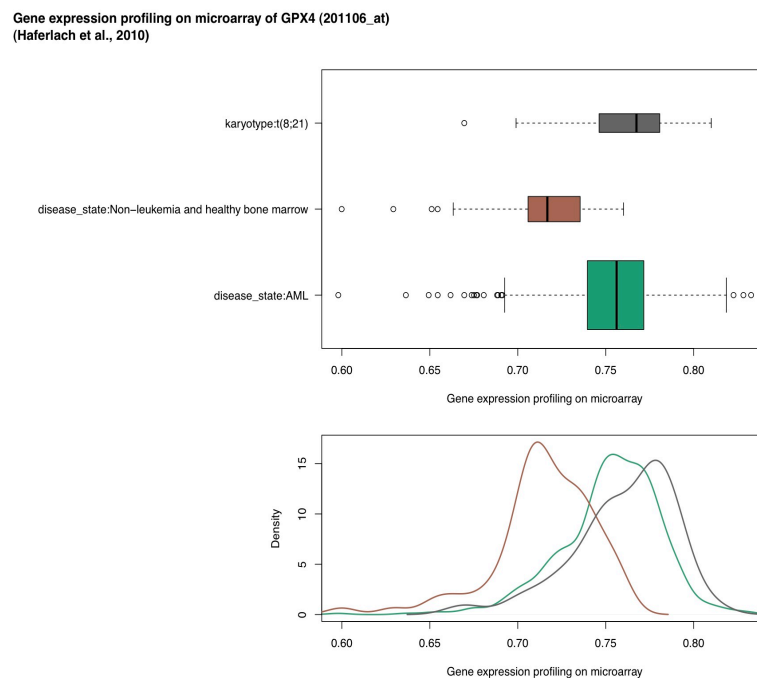 Gene expression profiling on microarray of GPX4 (201106_at)
(Haferlach et al., 2010)
karyotype:t(8;21)
disease_state:Non−leukemia and healthy bone marrow
disease_state:AML
0.60 0.65 0.70 0.75 0.80
Gene expression profiling on microarray
Density
15
10
5
0
0.60 0.65 0.70 0.75 0.80
Gene expression profiling on microarray